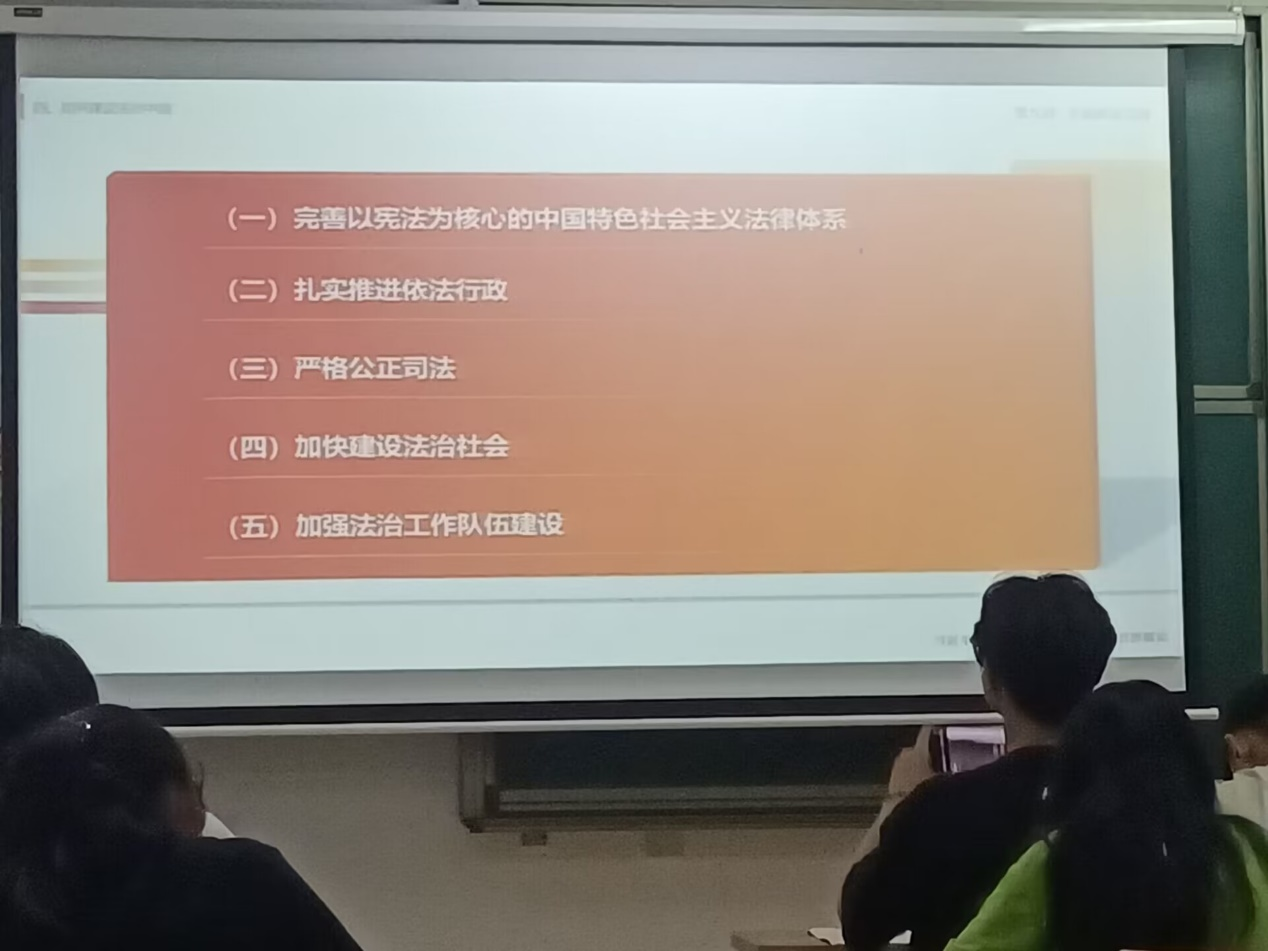 （一）完善以宪法为核心的中国特色社会主义法律体系
（二）扎实推进依法行政
（三）严格公正司法
（四）加快建设法治社会
（五）加强法治工作队伍建设